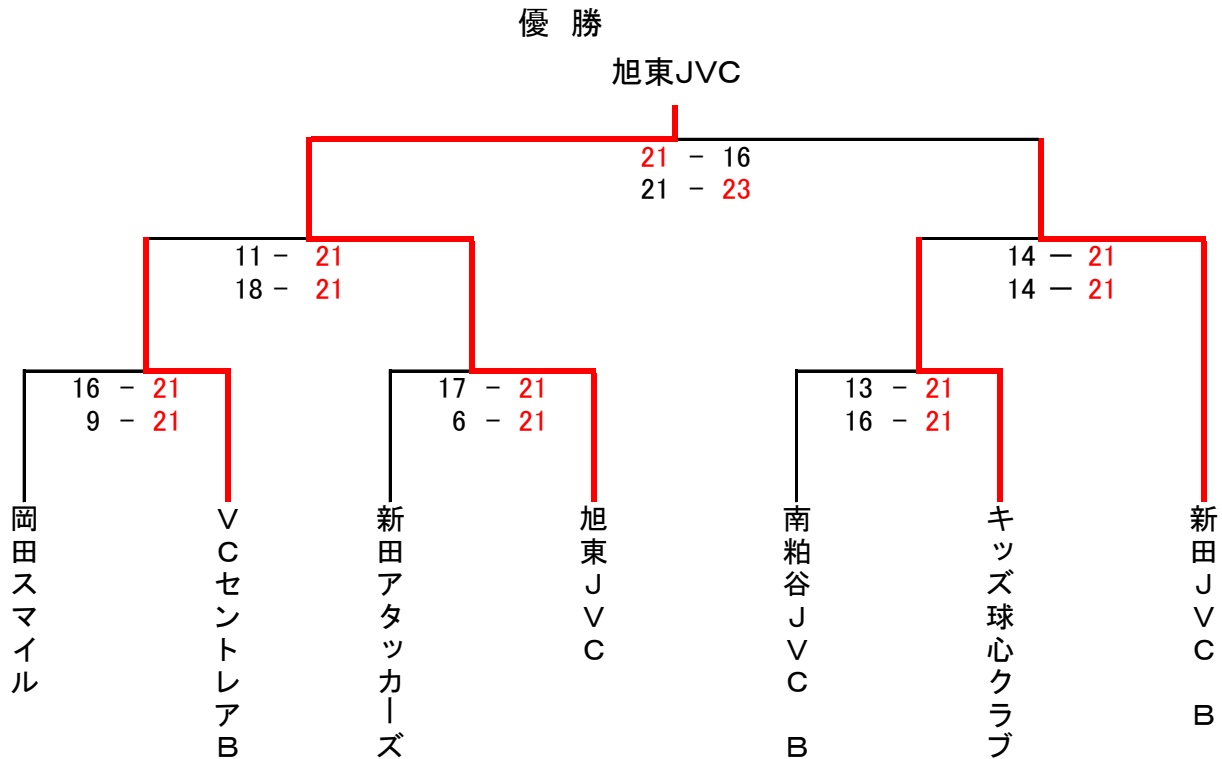 優 勝
旭東JVC
21 - 16
21 - 23
11 - 21
18 - 21
14 － 21
14 － 21
16 - 21
9 - 21
17 - 21
6 - 21
13 - 21
16 - 21
岡田スマイル
ＶＣセントレアＢ
新田アタッカーズ
旭東ＪＶＣ
南粕谷ＪＶＣ Ｂ
キッズ球心クラブ
新田ＪＶＣ Ｂ